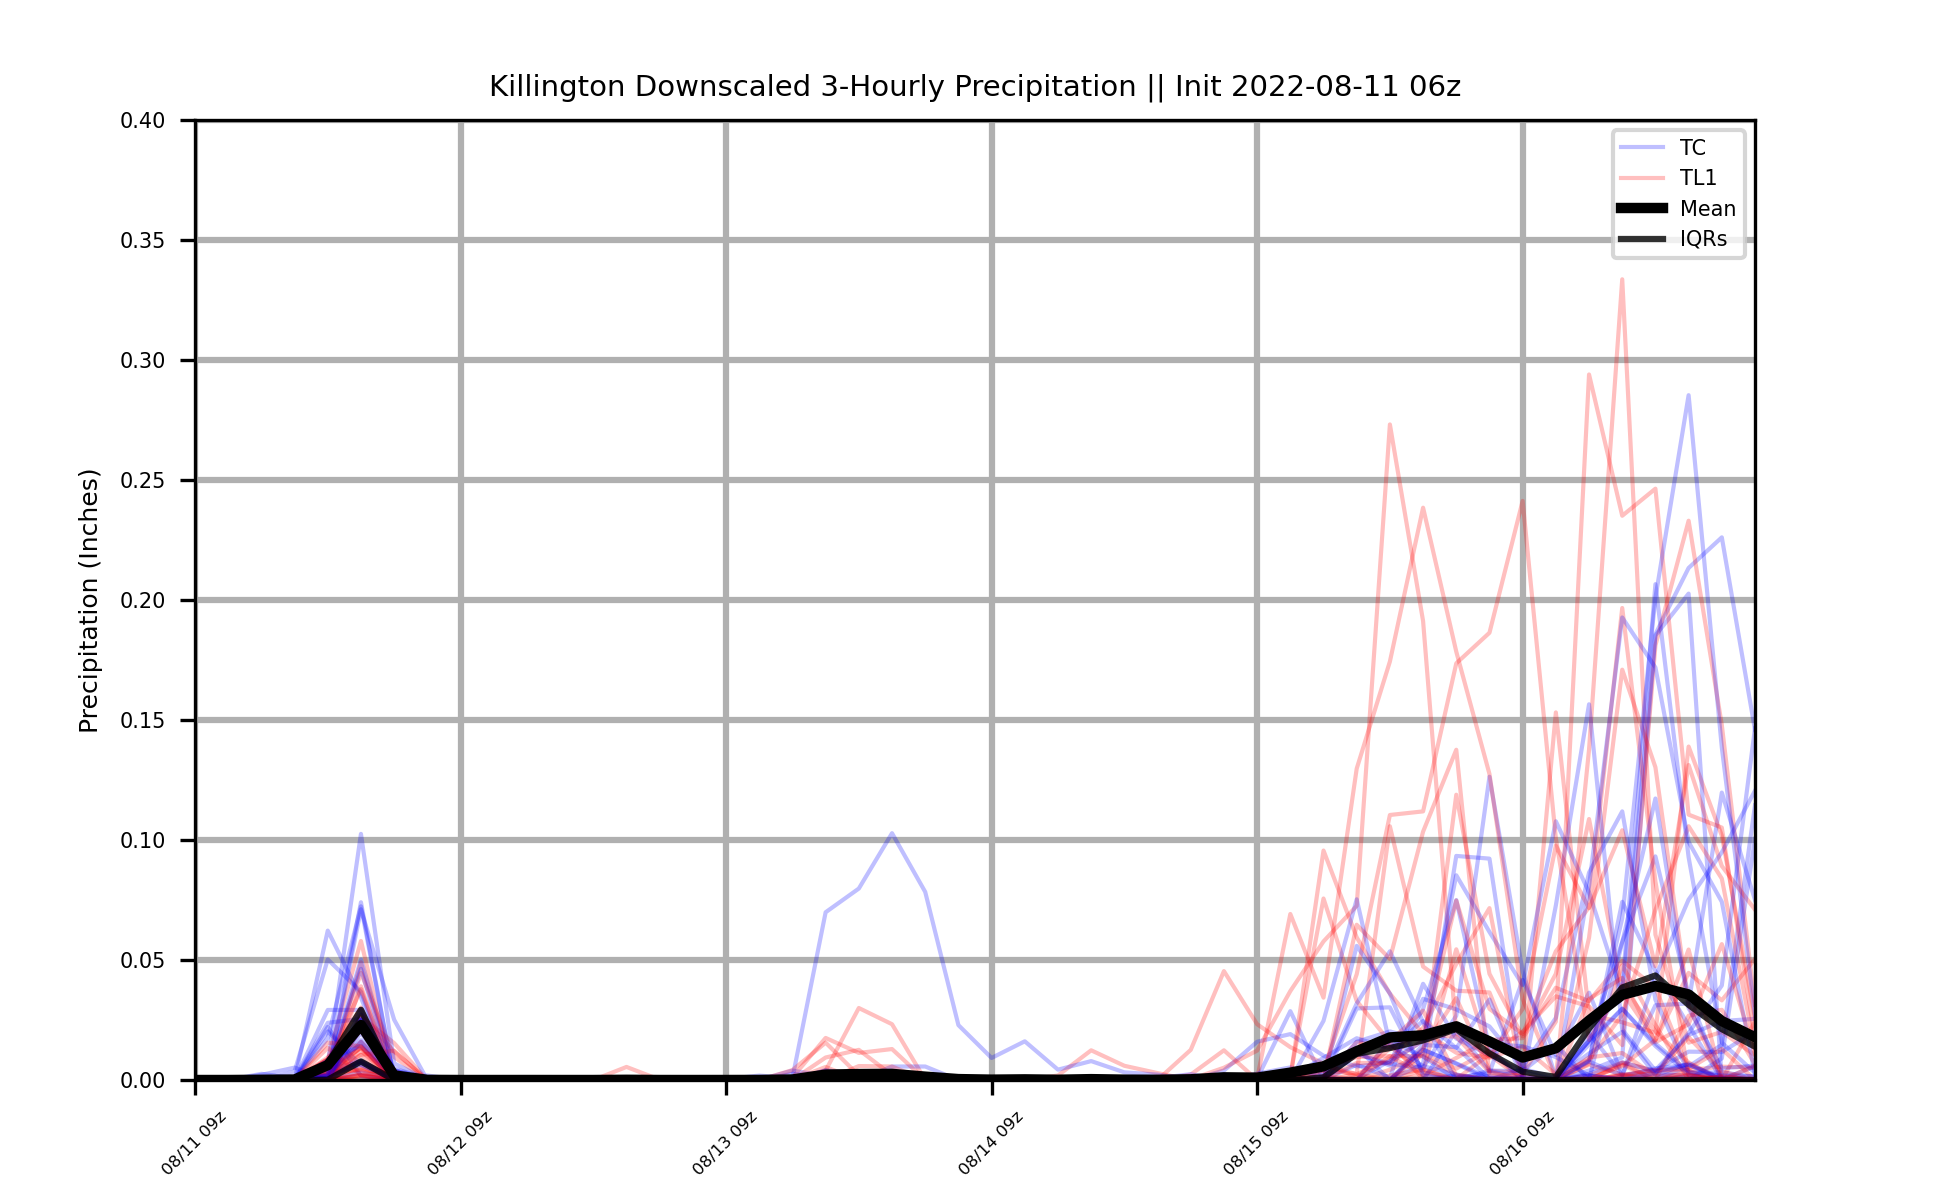 Killington Downscaled 3-Hourly Precipitation || Init 2022-08-11 06z
TC
TL1
Mean
IQRs
Precipitation (Inches)
0.40
0.35
0.30
0.25
0.20
0.15
0.10
0.05
0.00
08/11 09z
08/12 09z
08/13 09z
08/14 09z
08/15 09z
08/16 09z